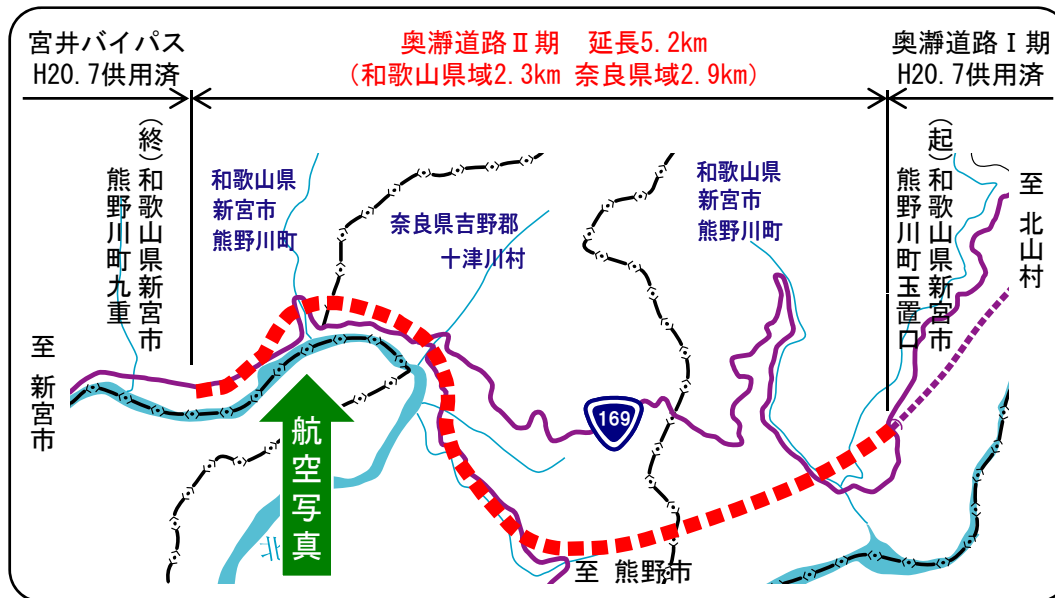 宮井バイパス
H20.7供用済
奥瀞道路Ⅱ期 延長5.2km
(和歌山県域2.3km 奈良県域2.9km)
奥瀞道路Ⅰ期
H20.7供用済
(終)和歌山県新宮市
熊野川町九重
和歌山県
新宮市
熊野川町
奈良県吉野郡
十津川村
和歌山県
新宮市
熊野川町
(起)和歌山県新宮市
熊野川町玉置口
至 北山村
至 新宮市
169
航空写真
北
至 熊野市